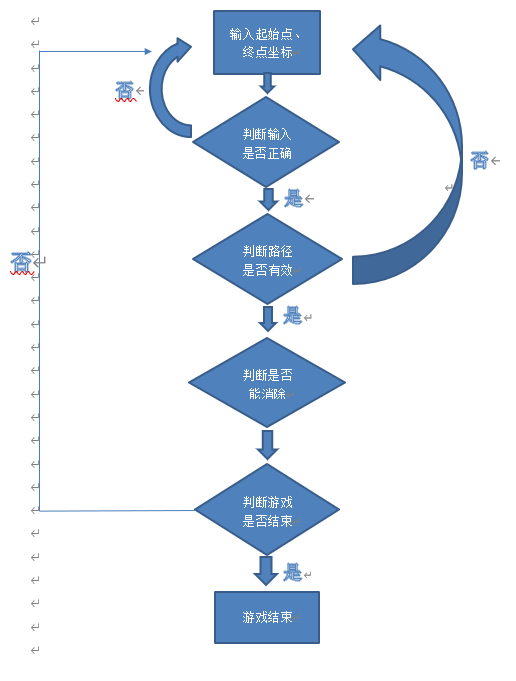 输入起始点、
终点坐标
否
判断输入
是否正确
否
是
判断路径
是否有效
否
是
判断是否
能消除
判断游戏
是否结束
是
游戏结束